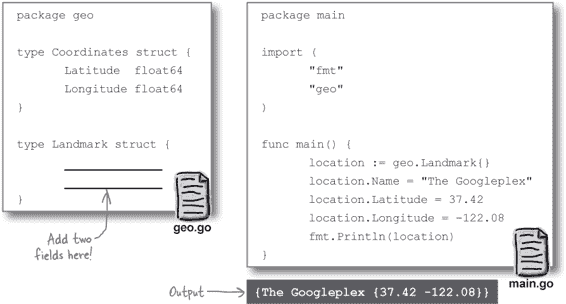 package geo
type Coordinates struct {
Latitude float64
Longitude float64
}
type Landmark struct {
}
geo.go
Add two
fields here!
package main
import (
"fmt"
"geo"
)
func main() {
location := geo.Landmark{}
location.Name = "The Googleplex"
location.Latitude = 37.42
location.Longitude = -122.08
fmt.Println(location)
}
main.go
Output
{The Googleplex {37.42 -122.08}}